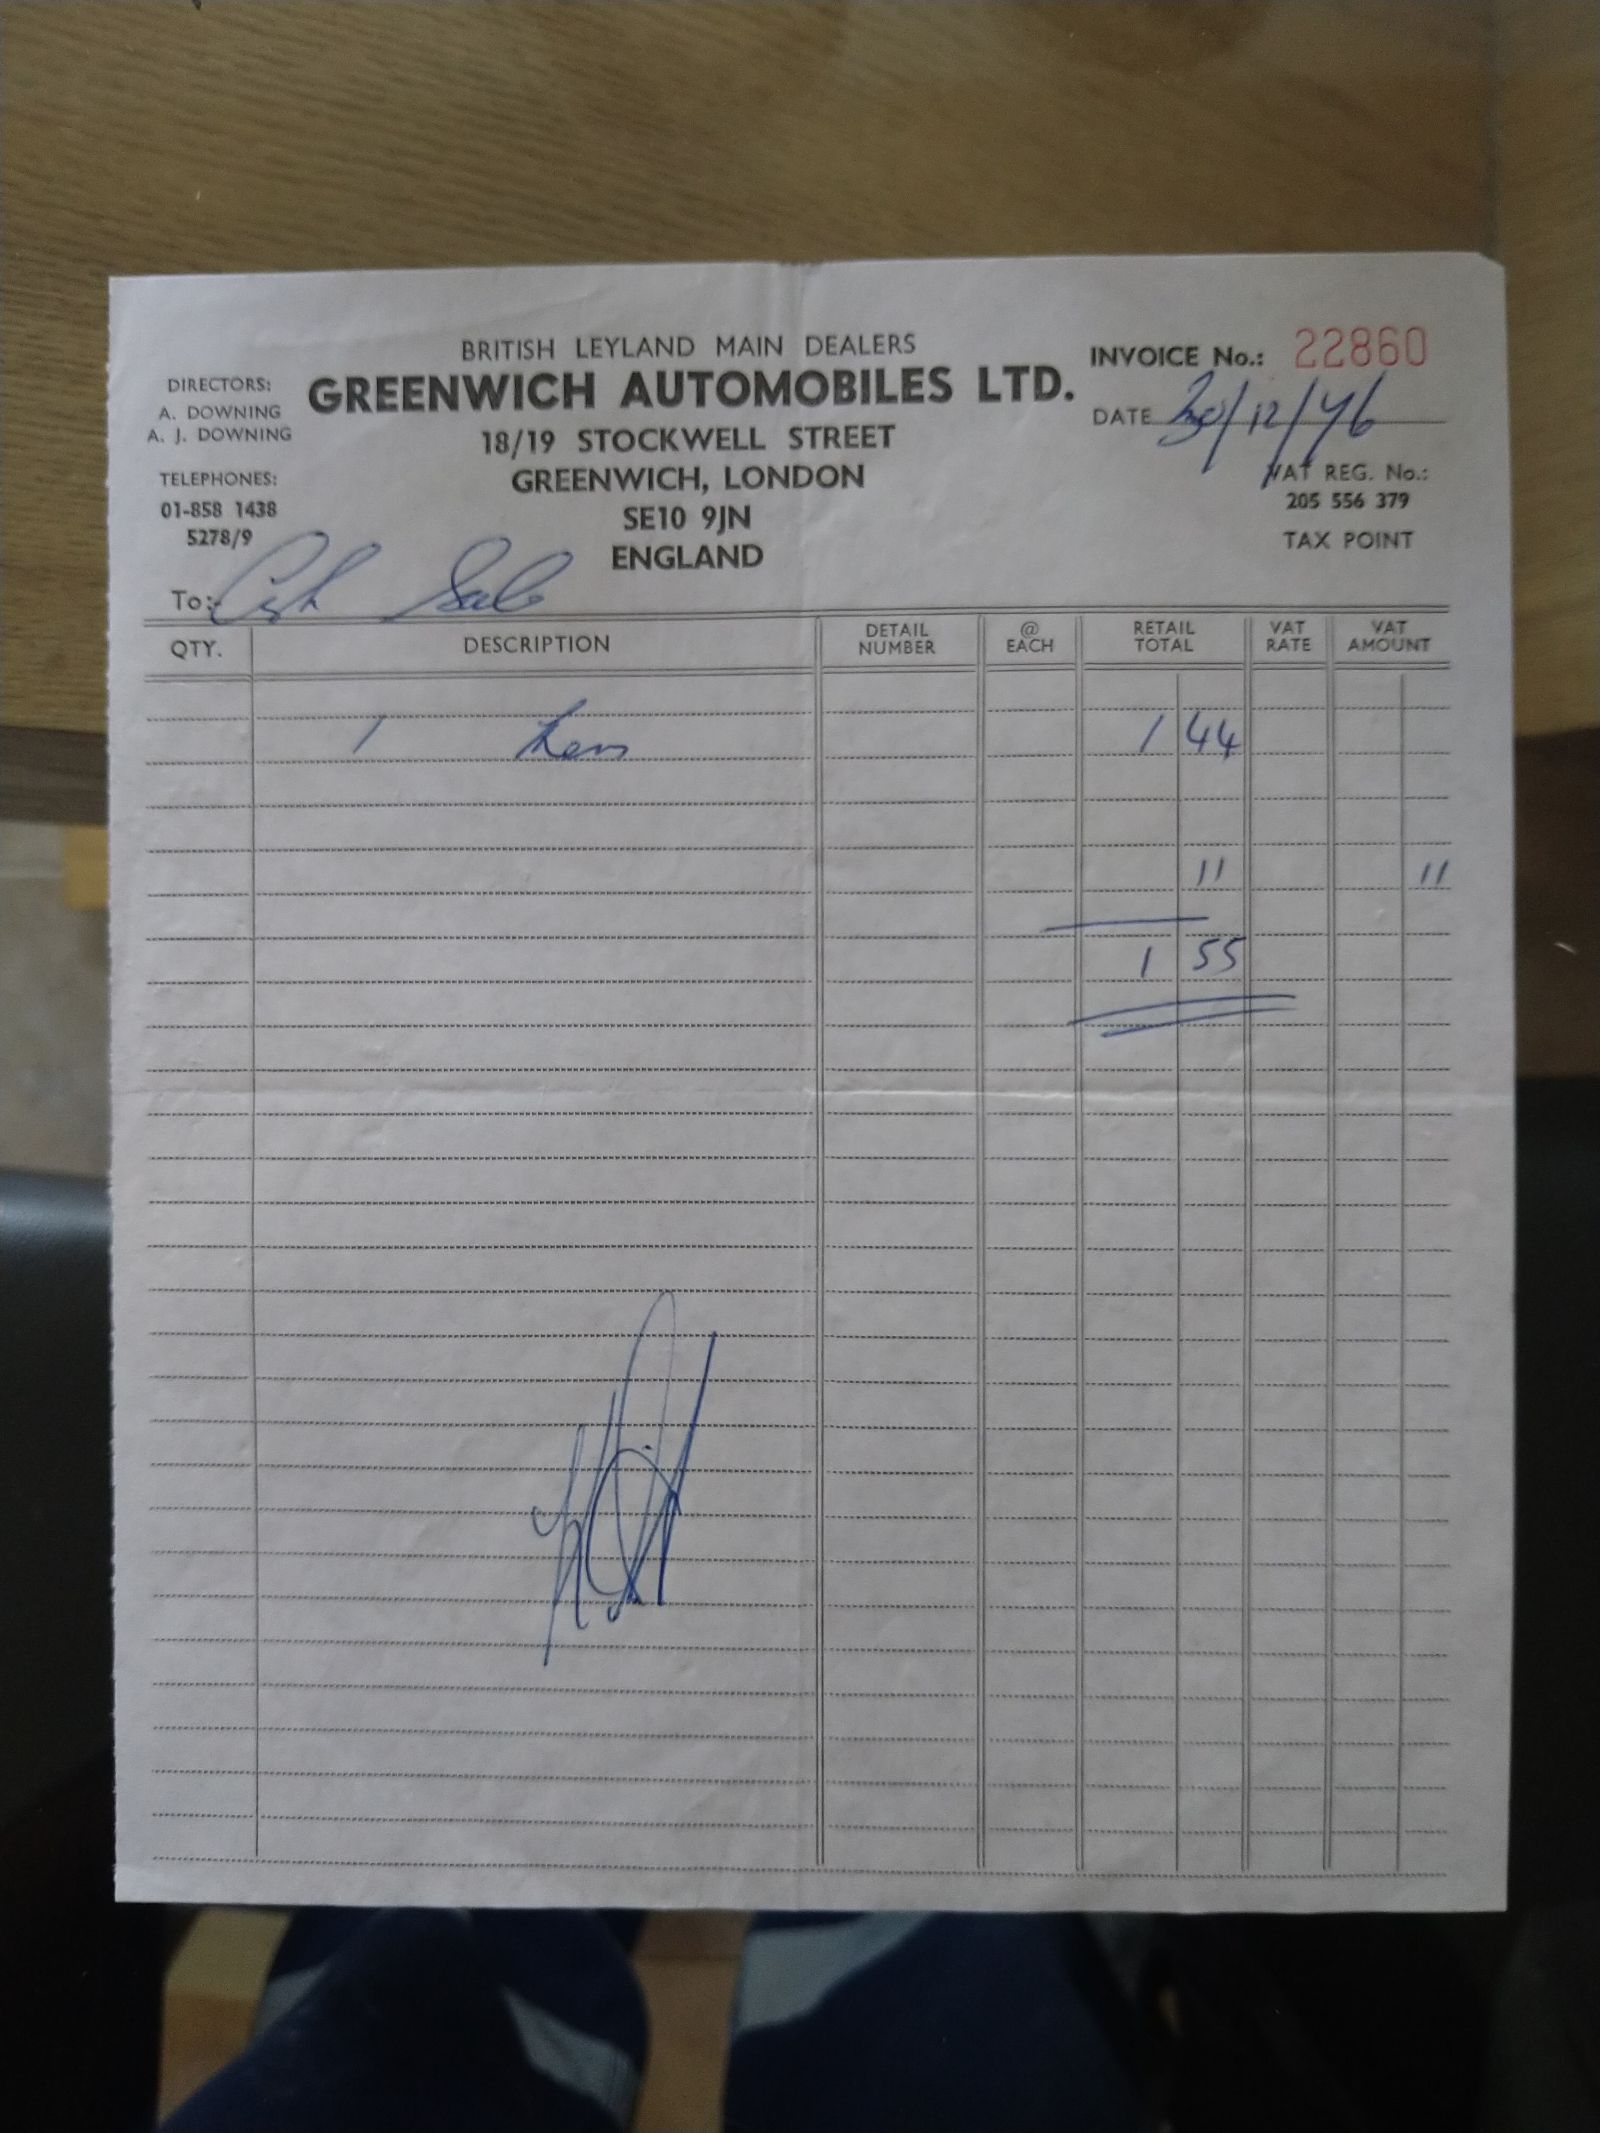 BRITISH LEYLAND MAIN DEALERS
GREENWICH AUTOMOBILES LTD.
18/19 STOCKWELL STREET
GREENWICH, LONDON
SE10 9JN
ENGLAND
DIRECTORS:
A. DOWNING
A. J. DOWNING
TELEPHONES:
01-858 1438
5278/9
INVOICE No.: 22860
DATE 30/12/76
VAT REG. No.:
205 556 379
TAX POINT
To:- Cash Sale
QTY. DESCRIPTION DETAIL NUMBER @ EACH RETAIL TOTAL VAT RATE VAT AMOUNT
1 Lens 1 44
11 11
1 55